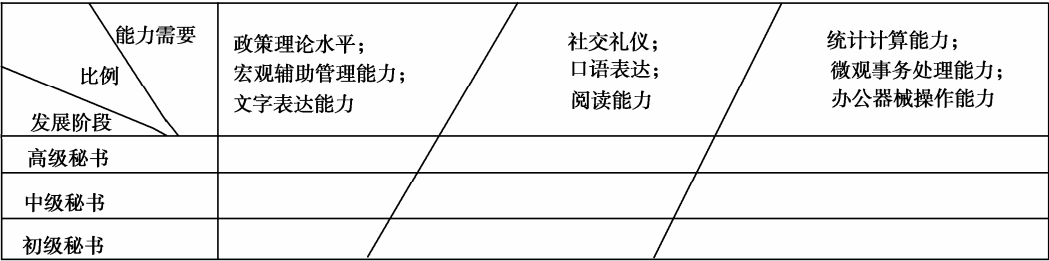 能力需要
比例
发展阶段
政策理论水平；
宏观辅助管理能力；
文字表达能力
社交礼仪；
口语表达；
阅读能力
统计计算能力；
微观事务处理能力；
办公器械操作能力
高级秘书
中级秘书
初级秘书